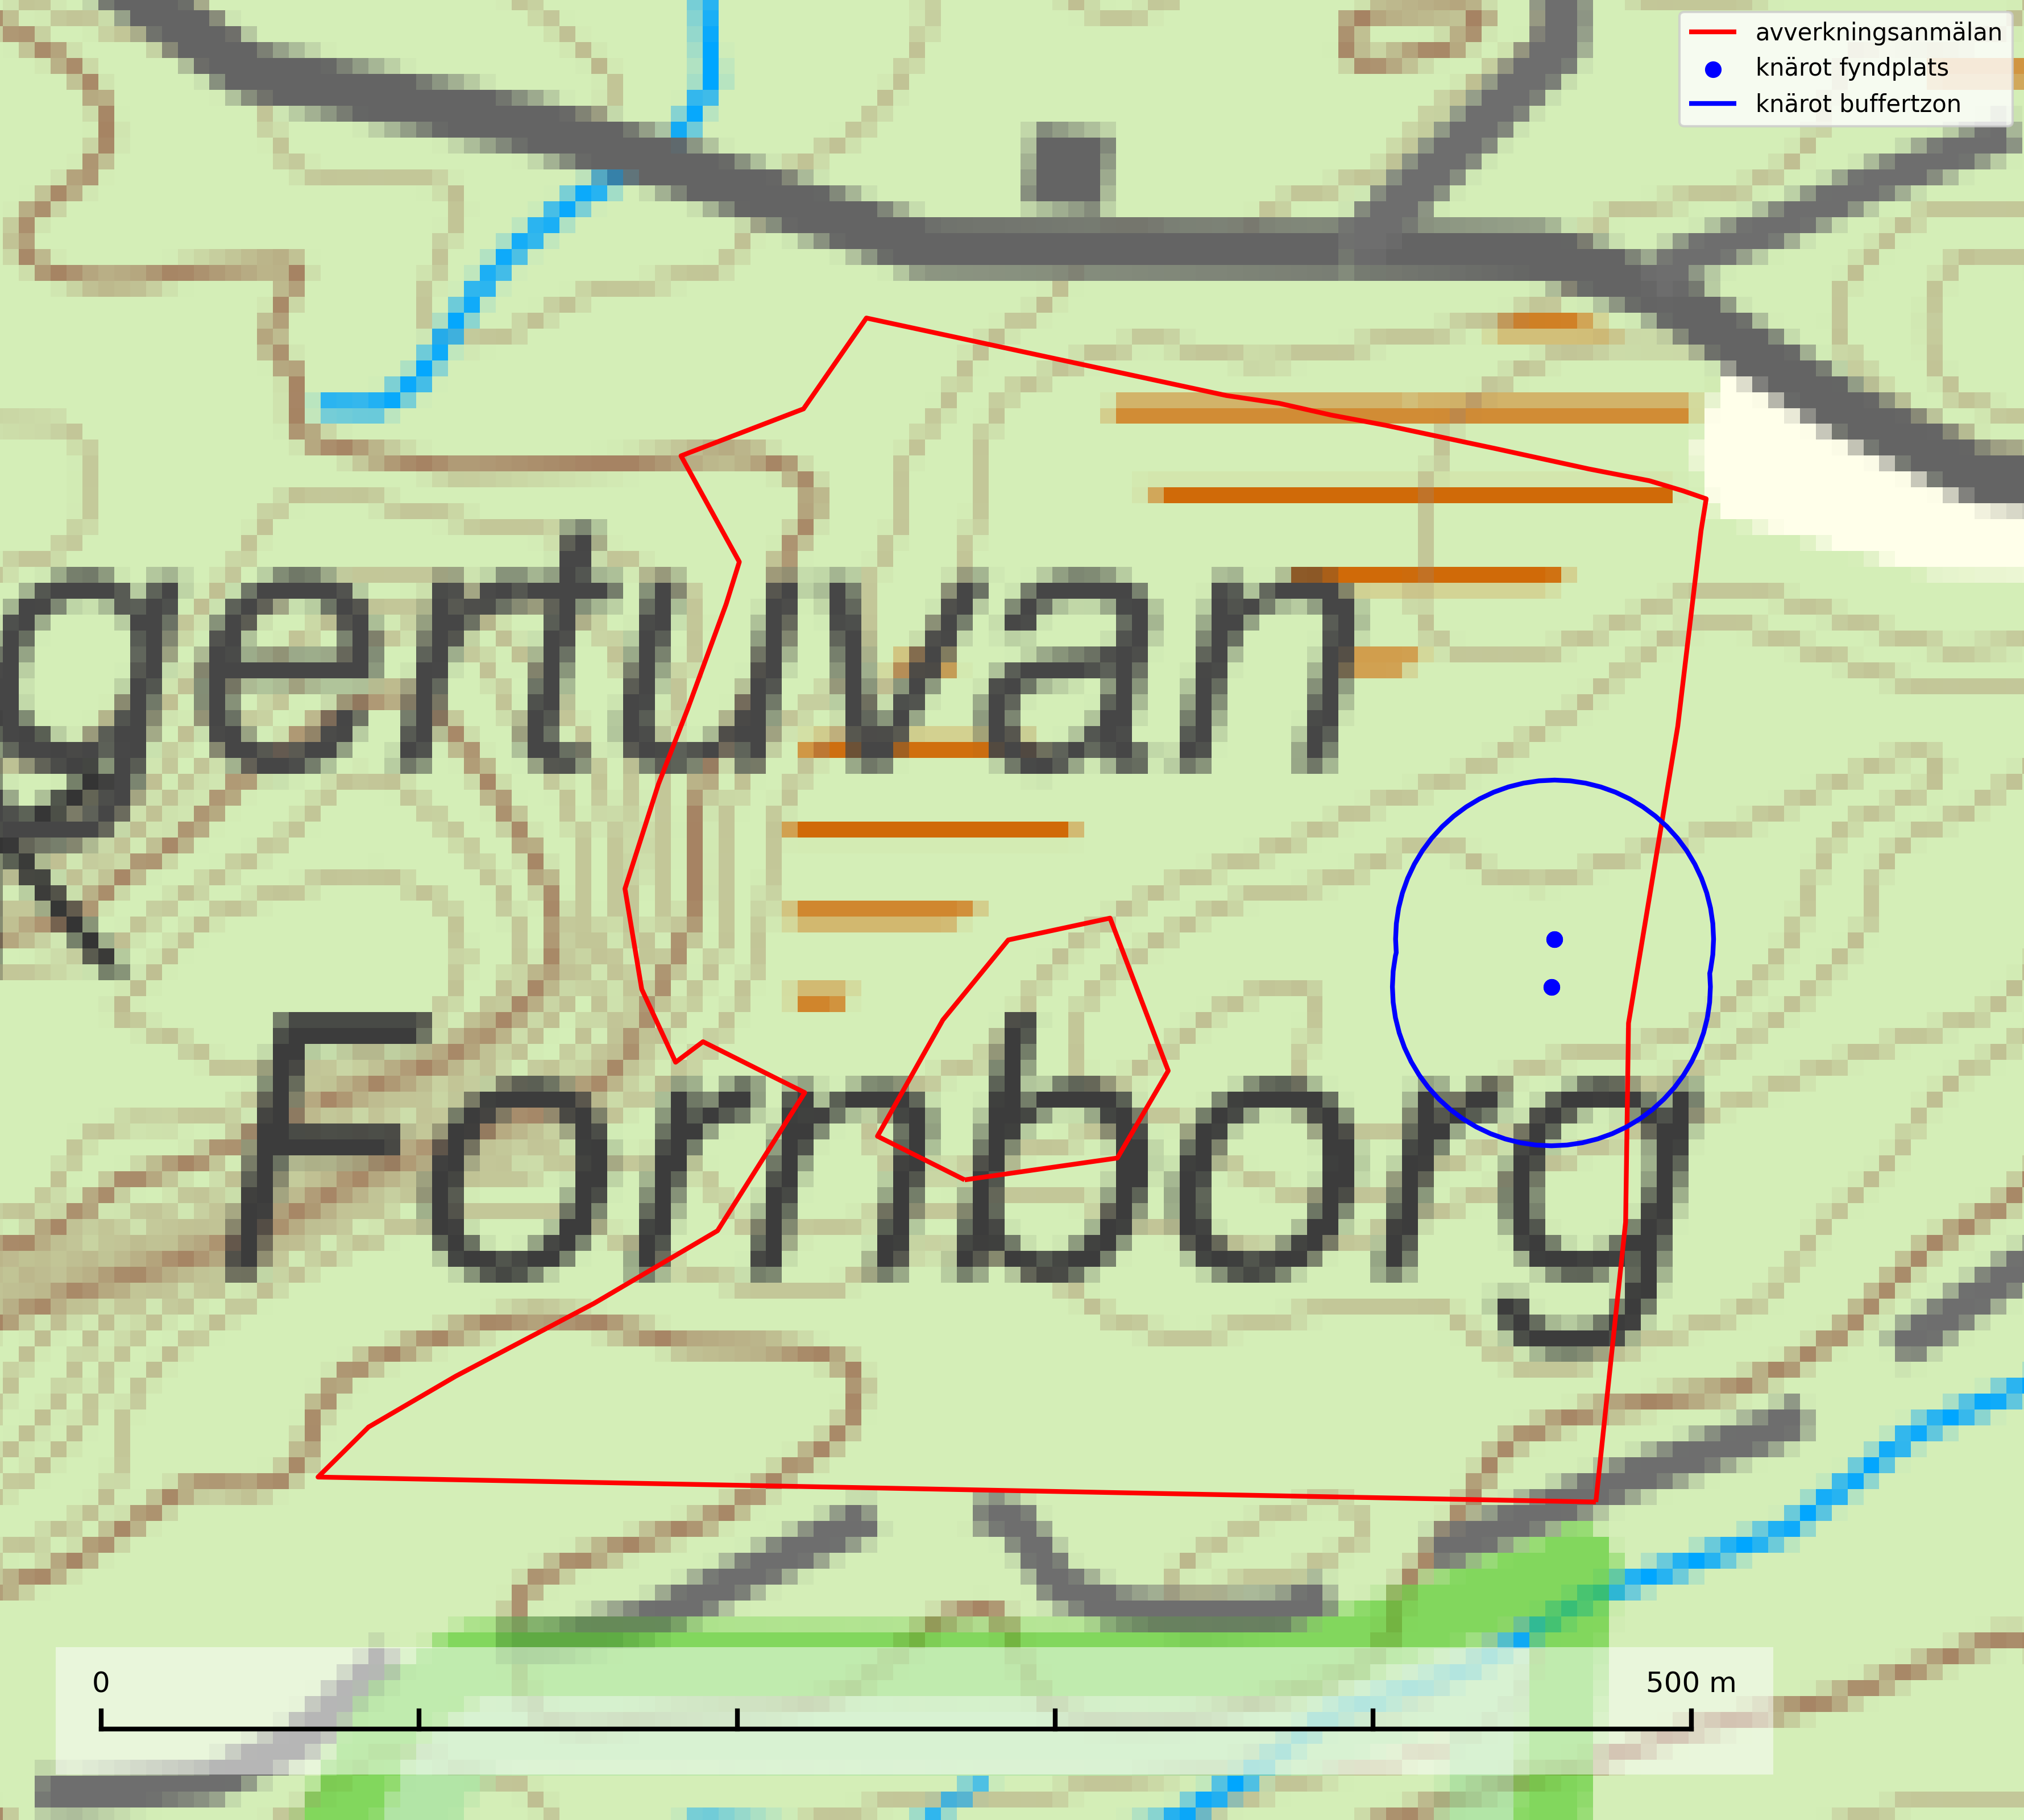 avverkningsanmälan
knärot fyndplats
knärot buffertzon
gertuvan
Fornborg
0
500 m